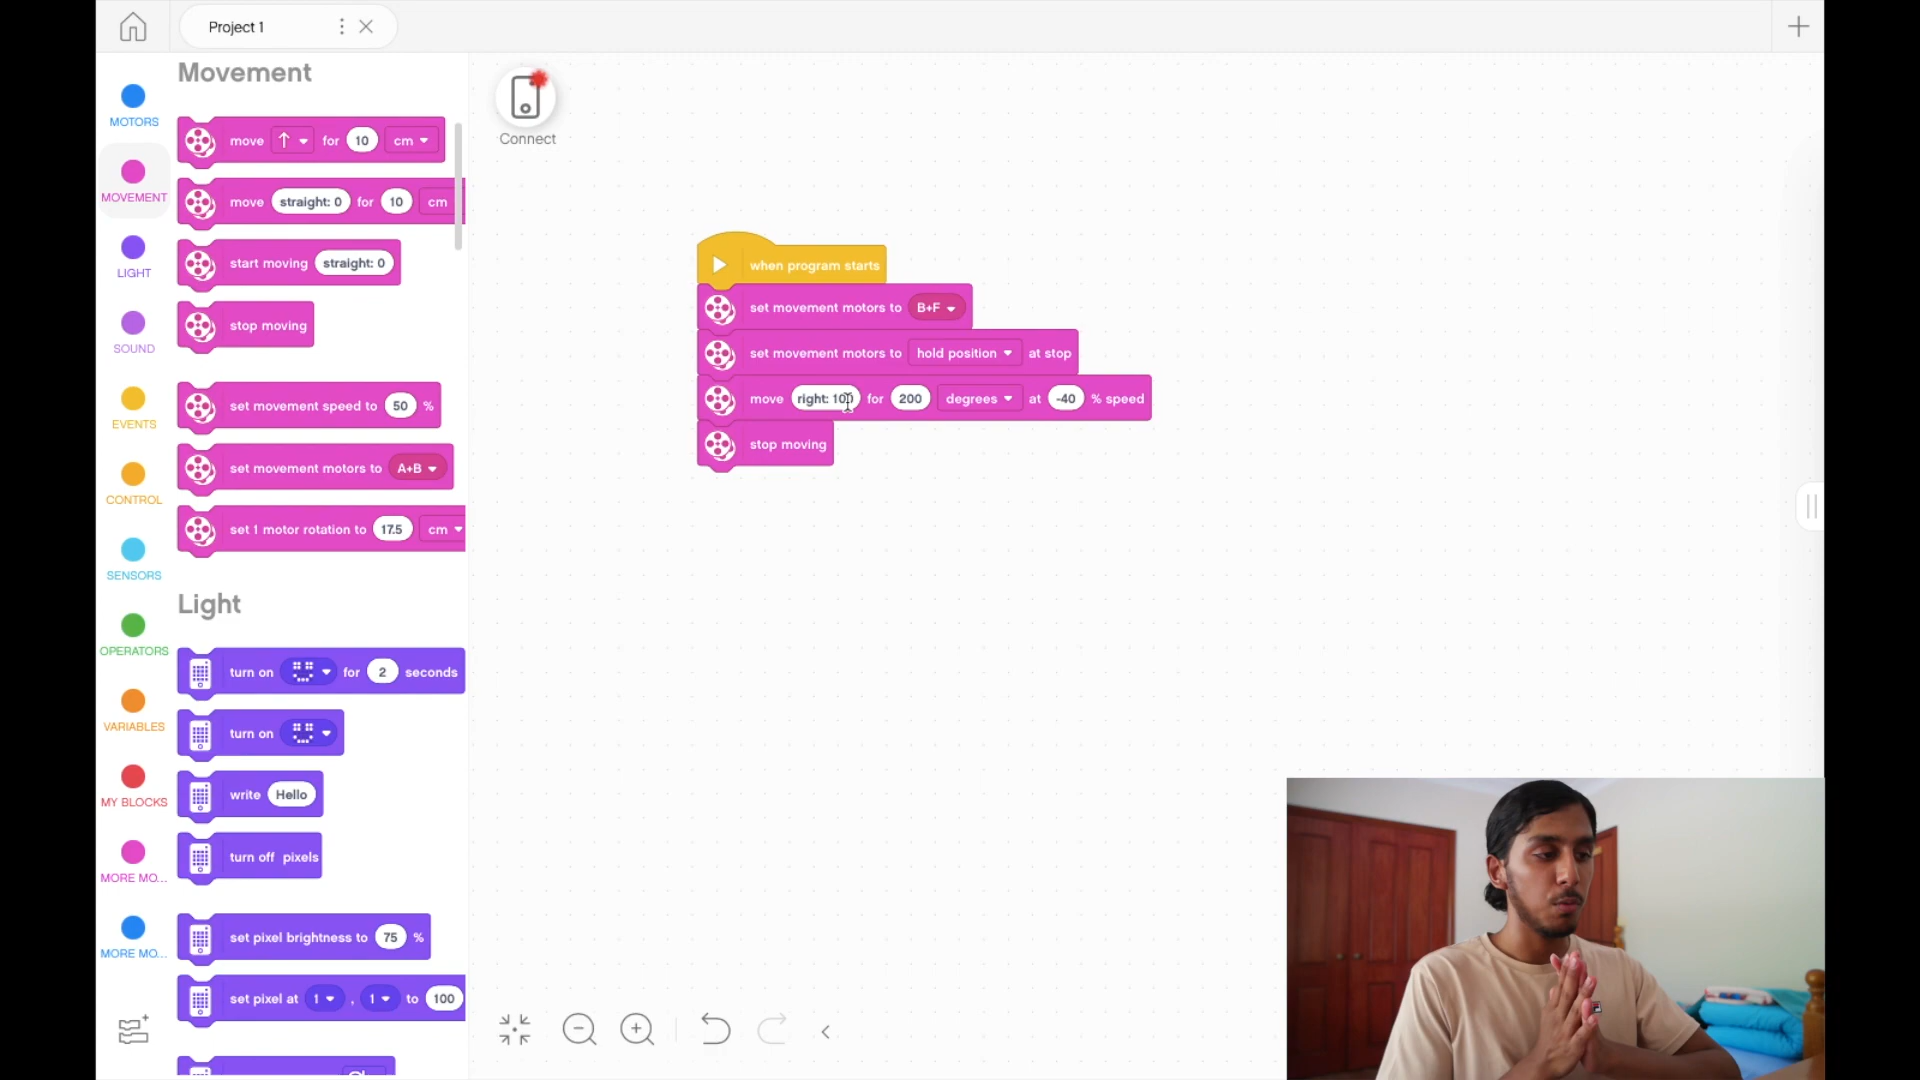 Project 1
MOTORS
MOVEMENT
LIGHT
SOUND
EVENTS
CONTROL
SENSORS
OPERATORS
VARIABLES
MY BLOCKS
MORE MO...
MORE MO...
Movement
move for 10 cm
move straight: 0 for 10 cm
start moving straight: 0
stop moving
set movement speed to 50 %
set movement motors to A+B
set 1 motor rotation to 17.5 cm
Light
turn on for 2 seconds
turn on
write Hello
turn off pixels
set pixel brightness to 75 %
set pixel at 1 , 1 to 100
Connect
when program starts
set movement motors to B+F
set movement motors to hold position at stop
move right: 100 for 200 degrees at -40 % speed
stop moving